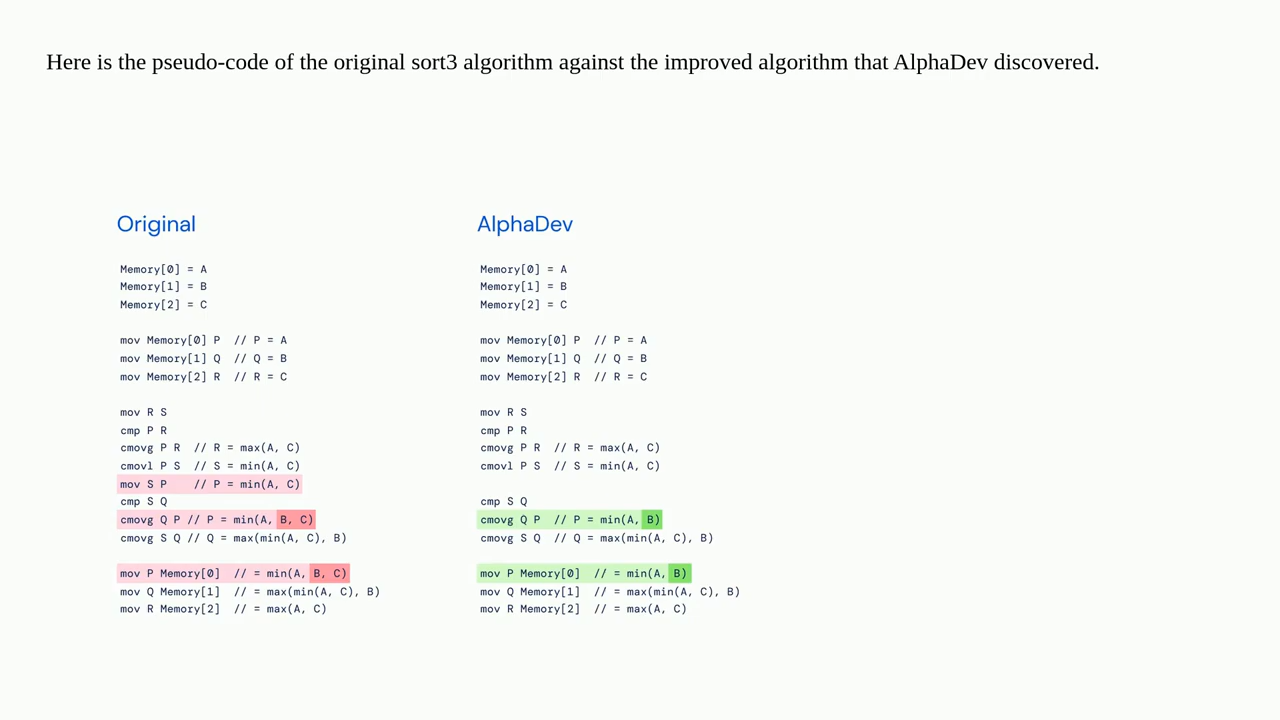 Here is the pseudo-code of the original sort3 algorithm against the improved algorithm that AlphaDev discovered.
Original
Memory[0] = A
Memory[1] = B
Memory[2] = C
mov Memory[0] P // P = A
mov Memory[1] Q // Q = B
mov Memory[2] R // R = C
mov R S
cmp P R
cmovg P R // R = max(A, C)
cmovl P S // S = min(A, C)
mov S P // P = min(A, C)
cmp S Q
cmovg Q P // P = min(A, B, C)
cmovg S Q // Q = max(min(A, C), B)
mov P Memory[0] // = min(A, B, C)
mov Q Memory[1] // = max(min(A, C), B)
mov R Memory[2] // = max(A, C)
AlphaDev
Memory[0] = A
Memory[1] = B
Memory[2] = C
mov Memory[0] P // P = A
mov Memory[1] Q // Q = B
mov Memory[2] R // R = C
mov R S
cmp P R
cmovg P R // R = max(A, C)
cmovl P S // S = min(A, C)
cmp S Q
cmovg Q P // P = min(A, B)
cmovg S Q // Q = max(min(A, C), B)
mov P Memory[0] // = min(A, B)
mov Q Memory[1] // = max(min(A, C), B)
mov R Memory[2] // = max(A, C)